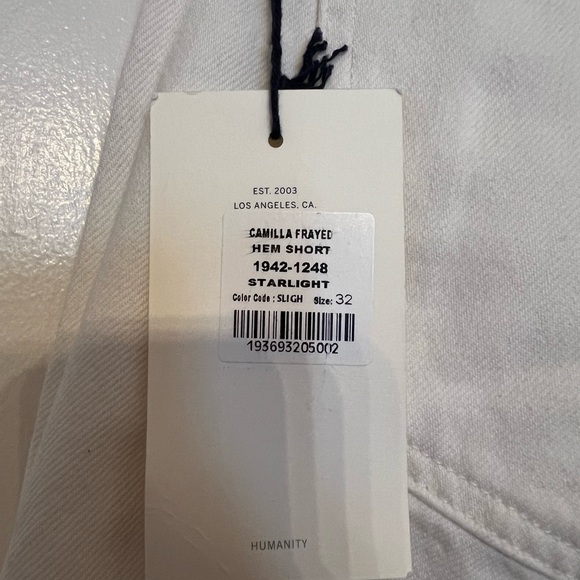 EST. 2003
LOS ANGELES, CA.
CAMILLA FRAYED
HEM SHORT
1942-1248
STARLIGHT
Color Code : SLIGH Size: 32
193693205002
HUMANITY